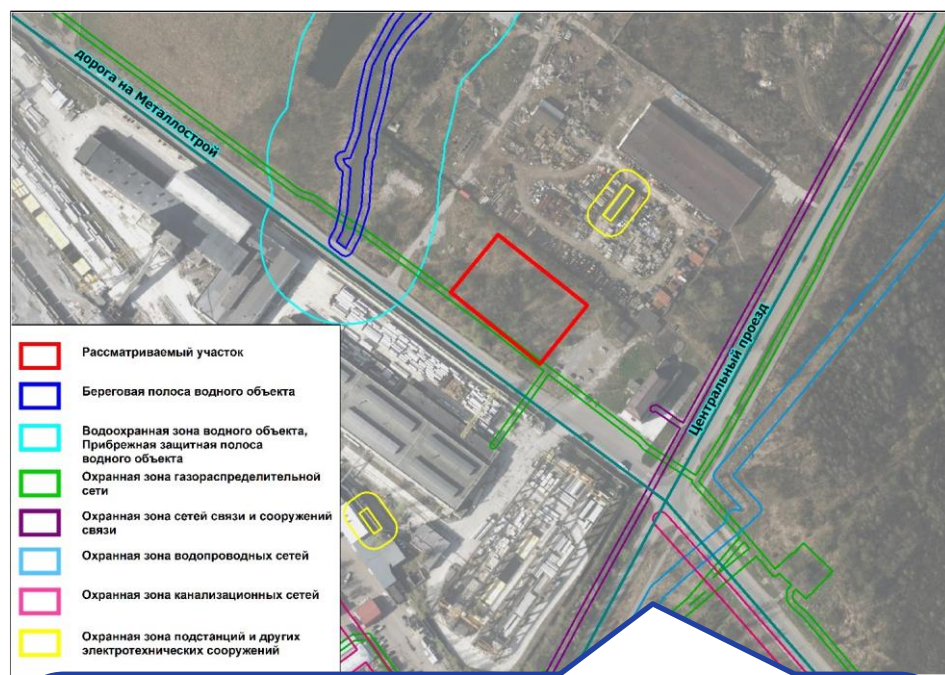 дорога на Металлострой
Центральный проезд
Рассматриваемый участок
Береговая полоса водного объекта
Водоохранная зона водного объекта,
Прибрежная защитная полоса
водного объекта
Охранная зона газораспределительной
сети
Охранная зона сетей связи и сооружений
связи
Охранная зона водопроводных сетей
Охранная зона канализационных сетей
Охранная зона подстанций и других
электротехнических сооружений